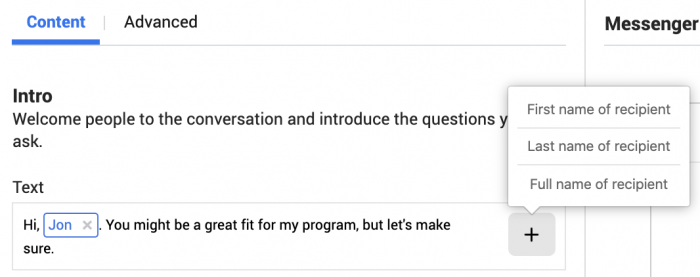 Content
Advanced
Messenger
Intro
Welcome people to the conversation and introduce the questions y
ask.
First name of recipient
Last name of recipient
Full name of recipient
Text
Hi, Jon ×. You might be a great fit for my program, but let's make
sure.
+